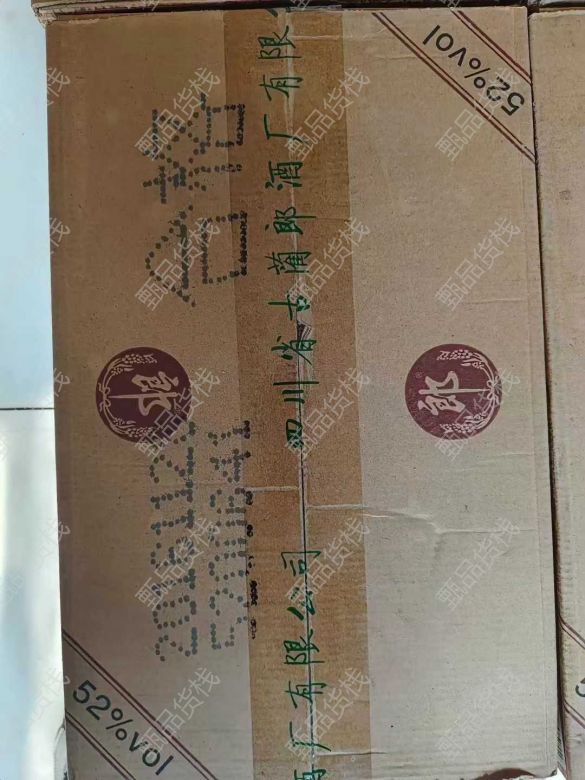 52%vol
合格
郎
郎
厂有限公司 四川省古蔺郎酒厂有限
52%vol
甄品货栈